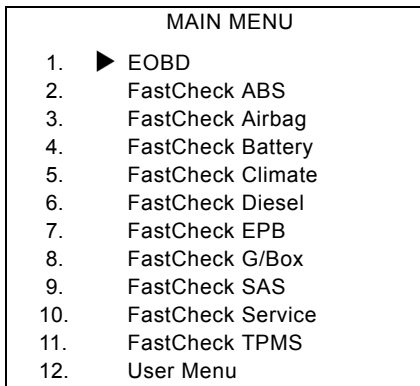 MAIN MENU
1. ▶ EOBD
2. FastCheck ABS
3. FastCheck Airbag
4. FastCheck Battery
5. FastCheck Climate
6. FastCheck Diesel
7. FastCheck EPB
8. FastCheck G/Box
9. FastCheck SAS
10. FastCheck Service
11. FastCheck TPMS
12. User Menu